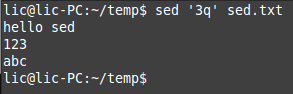 lic@lic-PC:~/temp$ sed '3q' sed.txt
hello sed
123
abc
lic@lic-PC:~/temp$